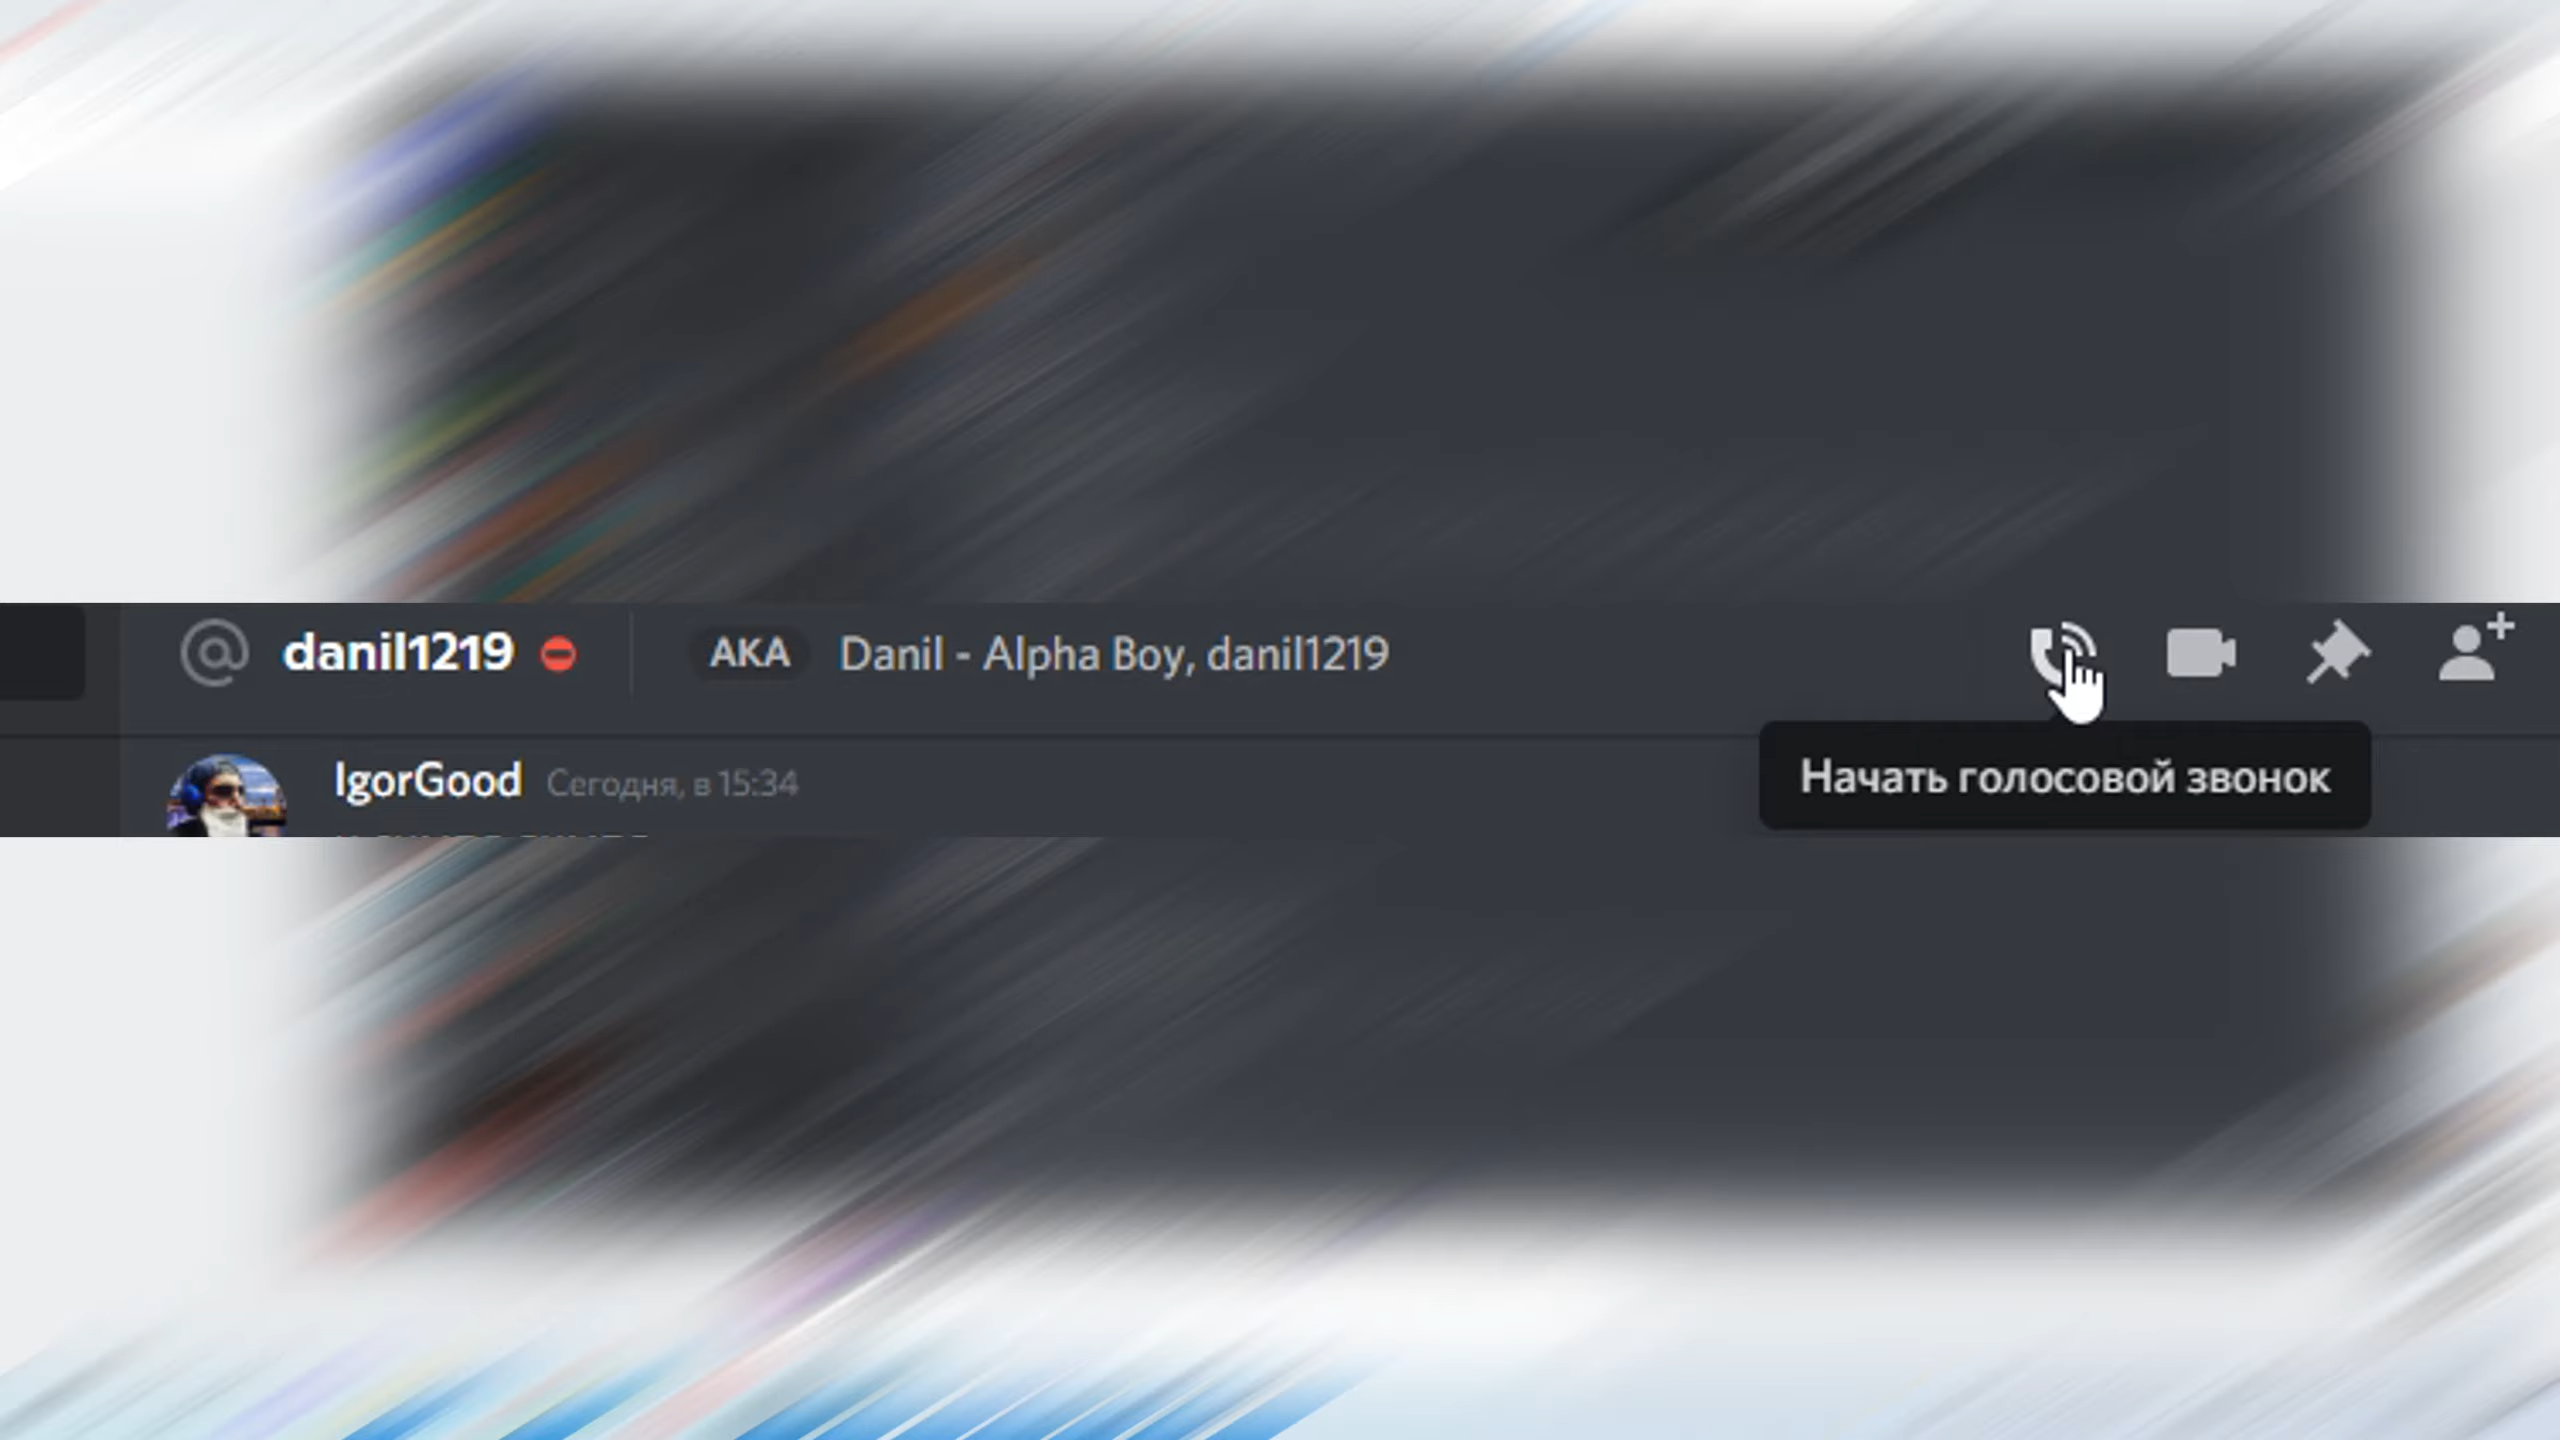 @ danil1219 AKA Danil - Alpha Boy, danil1219
IgorGood Сегодня, в 15:34
Начать голосовой звонок